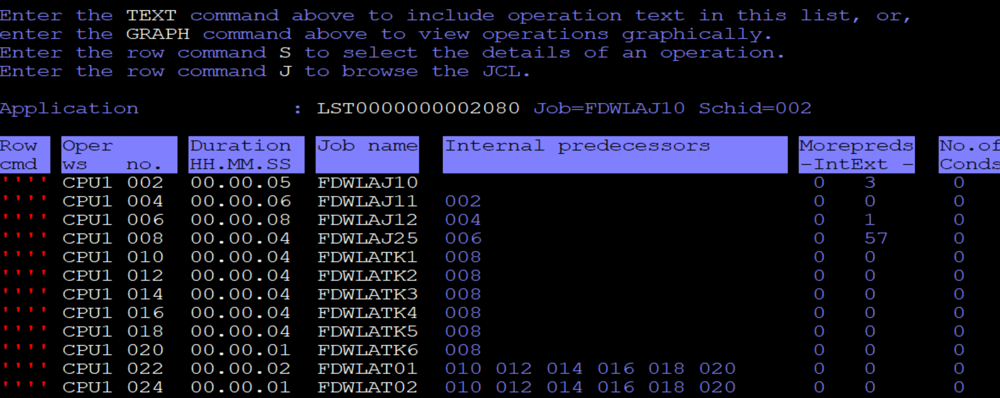 Enter the TEXT command above to include operation text in this list, or,
enter the GRAPH command above to view operations graphically.
Enter the row command S to select the details of an operation.
Enter the row command J to browse the JCL.
Application : LST0000000002080 Job=FDWLAJ10 Schid=002
Row Oper Duration Job name Internal predecessors Morepreds No.of
cmd ws no. HH.MM.SS -IntExt - Conds
'''' CPU1 002 00.00.05 FDWLAJ10 0 3 0
'''' CPU1 004 00.00.06 FDWLAJ11 002 0 0 0
'''' CPU1 006 00.00.08 FDWLAJ12 004 0 1 0
'''' CPU1 008 00.00.04 FDWLAJ25 006 0 57 0
'''' CPU1 010 00.00.04 FDWLATK1 008 0 0 0
'''' CPU1 012 00.00.04 FDWLATK2 008 0 0 0
'''' CPU1 014 00.00.04 FDWLATK3 008 0 0 0
'''' CPU1 016 00.00.04 FDWLATK4 008 0 0 0
'''' CPU1 018 00.00.04 FDWLATK5 008 0 0 0
'''' CPU1 020 00.00.01 FDWLATK6 008 0 0 0
'''' CPU1 022 00.00.02 FDWLAT01 010 012 014 016 018 020 0 0 0
'''' CPU1 024 00.00.01 FDWLAT02 010 012 014 016 018 020 0 0 0